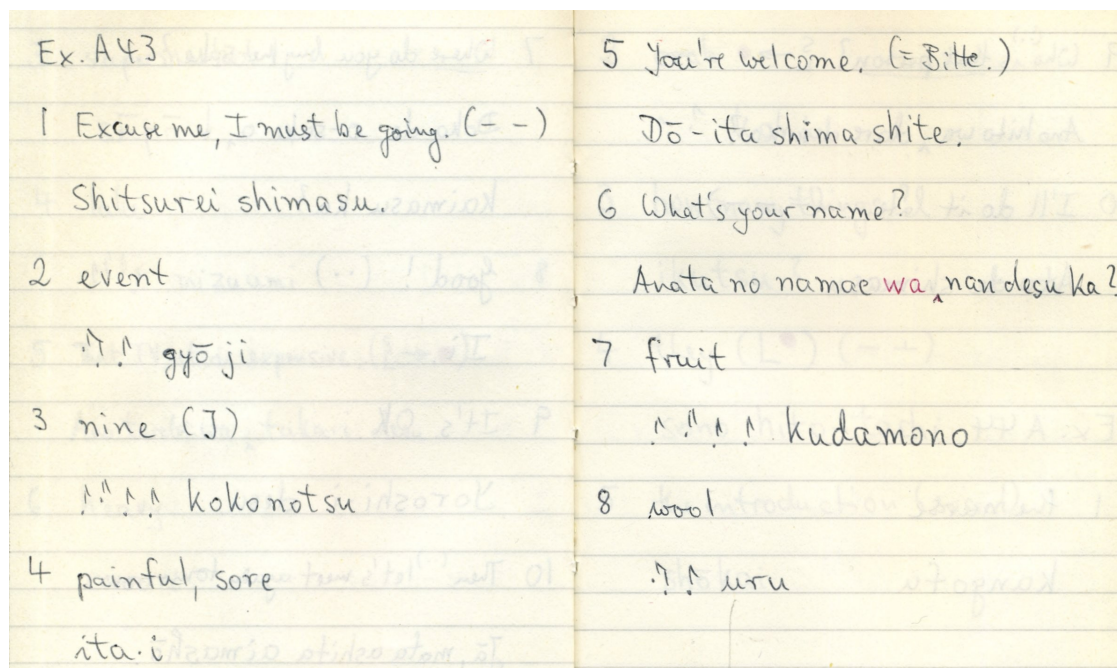 Ex. A43
1 Excuse me, I must be going (– –)
Shitsurei shimasu.
2 event
gyōji
3 nine (J)
kokonotsu
4 painful, sore
ita·i
5 You're welcome. (= Bitte.)
Dō-ita shimashite.
6 What's your name?
Anata no namae wa nan desu ka?
7 fruit
kudamono
8 wool
uru